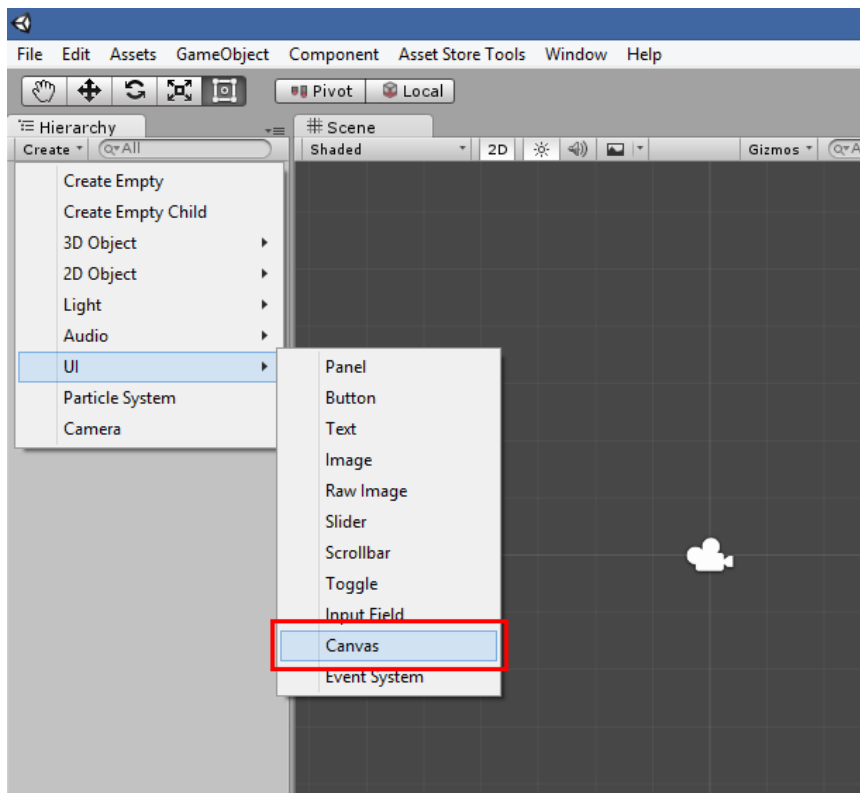 File Edit Assets GameObject Component Asset Store Tools Window Help
Pivot Local
Hierarchy
Scene
Create All
Shaded 2D Gizmos A
Create Empty
Create Empty Child
3D Object
2D Object
Light
Audio
UI
Particle System
Camera
Panel
Button
Text
Image
Raw Image
Slider
Scrollbar
Toggle
Input Field
Canvas
Event System